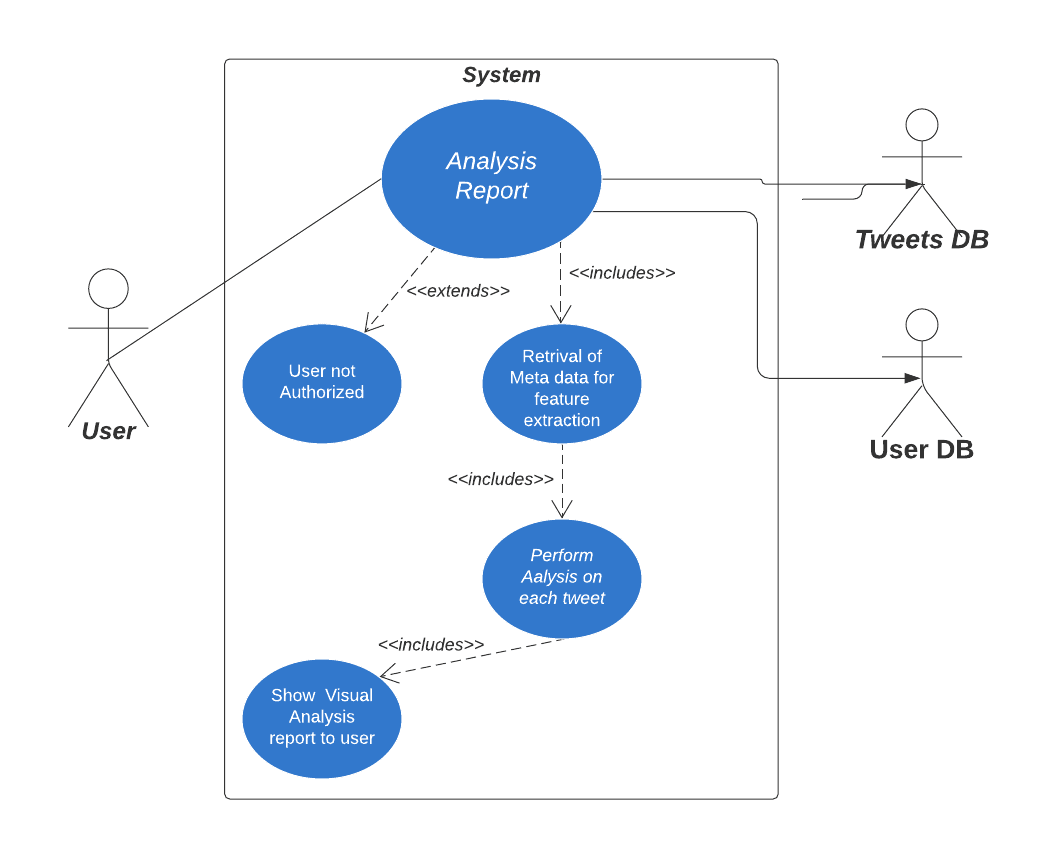 System
Analysis
Report
<<includes>>
<<extends>>
Tweets DB
User not
Authorized
Retrival of
Meta data for
feature
extraction
User
User DB
<<includes>>
Perform
Aalysis on
each tweet
<<includes>>
Show Visual
Analysis
report to user